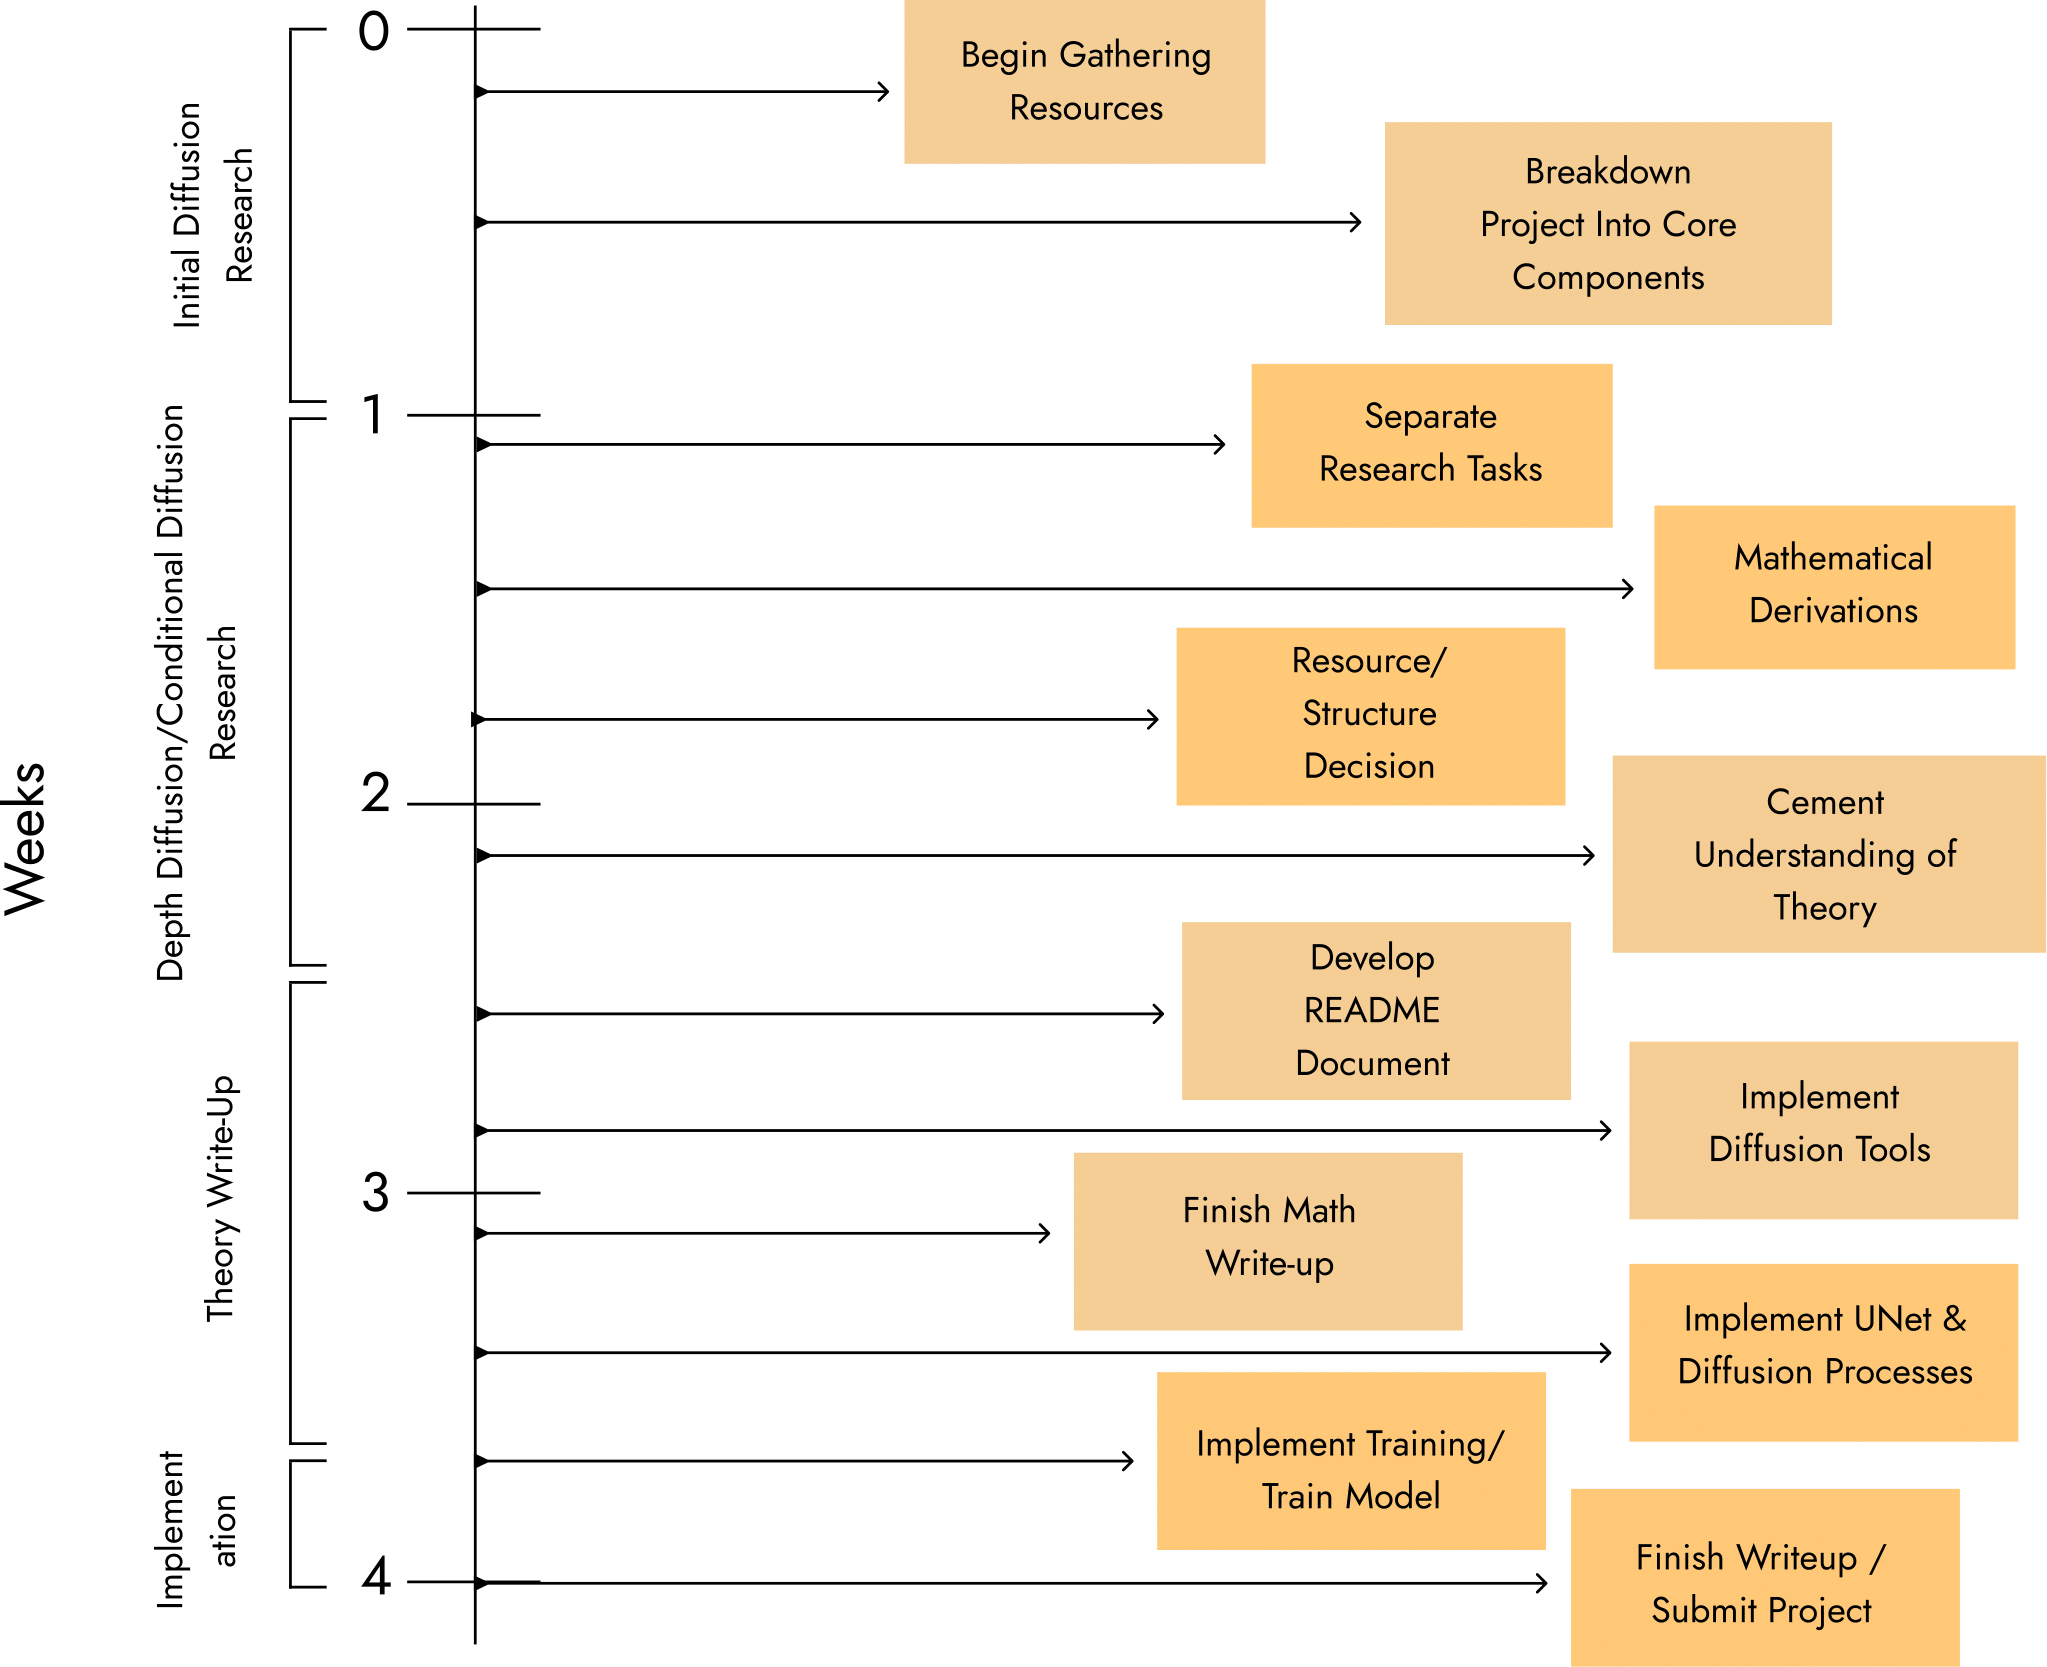 Weeks
Initial Diffusion
Research
Depth Diffusion/Conditional Diffusion
Research
Theory Write-Up
Implement
ation
0
1
2
3
4
Begin Gathering
Resources
Breakdown
Project Into Core
Components
Separate
Research Tasks
Mathematical
Derivations
Resource/
Structure
Decision
Cement
Understanding of
Theory
Develop
README
Document
Implement
Diffusion Tools
Finish Math
Write-up
Implement UNet &
Diffusion Processes
Implement Training/
Train Model
Finish Writeup /
Submit Project